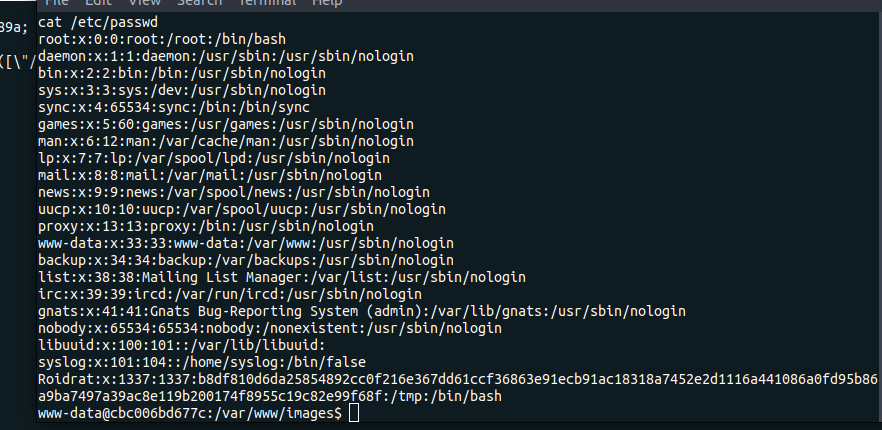 View Search Terminal Help
39a;
([\"/
cat /etc/passwd
root:x:0:0:root:/root:/bin/bash
daemon:x:1:1:daemon:/usr/sbin:/usr/sbin/nologin
bin:x:2:2:bin:/bin:/usr/sbin/nologin
sys:x:3:3:sys:/dev:/usr/sbin/nologin
sync:x:4:65534:sync:/bin:/bin/sync
games:x:5:60:games:/usr/games:/usr/sbin/nologin
man:x:6:12:man:/var/cache/man:/usr/sbin/nologin
lp:x:7:7:lp:/var/spool/lpd:/usr/sbin/nologin
mail:x:8:8:mail:/var/mail:/usr/sbin/nologin
news:x:9:9:news:/var/spool/news:/usr/sbin/nologin
uucp:x:10:10:uucp:/var/spool/uucp:/usr/sbin/nologin
proxy:x:13:13:proxy:/bin:/usr/sbin/nologin
www-data:x:33:33:www-data:/var/www:/usr/sbin/nologin
backup:x:34:34:backup:/var/backups:/usr/sbin/nologin
list:x:38:38:Mailing List Manager:/var/list:/usr/sbin/nologin
irc:x:39:39:ircd:/var/run/ircd:/usr/sbin/nologin
gnats:x:41:41:Gnats Bug-Reporting System (admin):/var/lib/gnats:/usr/sbin/nologin
nobody:x:65534:65534:nobody:/nonexistent:/usr/sbin/nologin
libuuid:x:100:101::/var/lib/libuuid:
syslog:x:101:104::/home/syslog:/bin/false
Roidrat:x:1337:1337:b8df810d6da25854892cc0f216e367dd61ccf36863e91ecb91ac18318a7452e2d1116a441086a0fd95b86
a9ba7497a39ac8e119b200174f8955c19c82e99f68f:/tmp:/bin/bash
www-data@cbc006bd677c:/var/www/images$